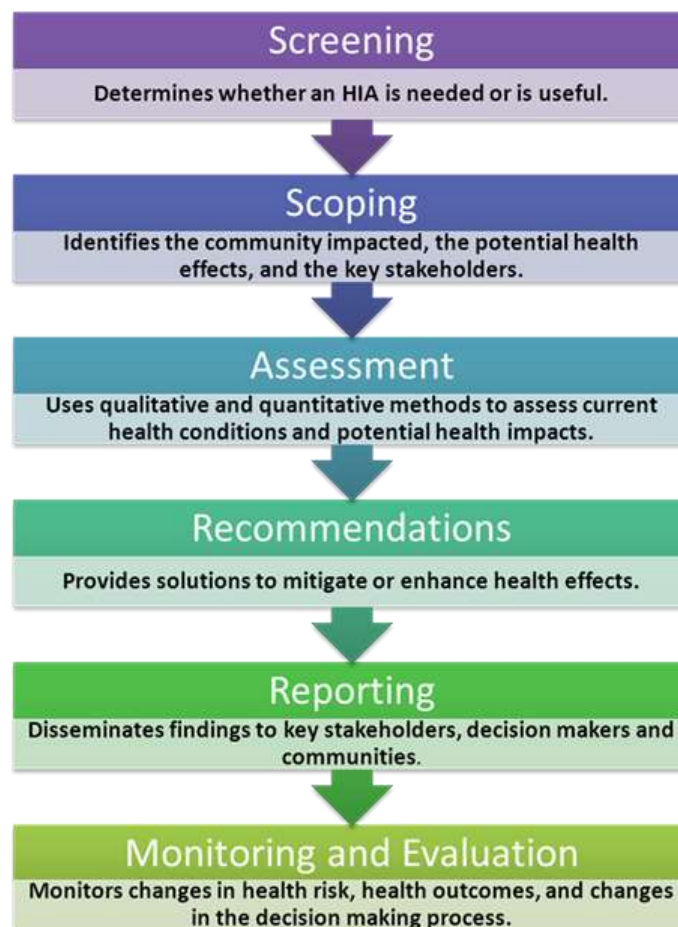 Screening
Determines whether an HIA is needed or is useful.
Scoping
Identifies the community impacted, the potential health
effects, and the key stakeholders.
Assessment
Uses qualitative and quantitative methods to assess current
health conditions and potential health impacts.
Recommendations
Provides solutions to mitigate or enhance health effects.
Reporting
Disseminates findings to key stakeholders, decision makers and
communities.
Monitoring and Evaluation
Monitors changes in health risk, health outcomes, and changes
in the decision making process.